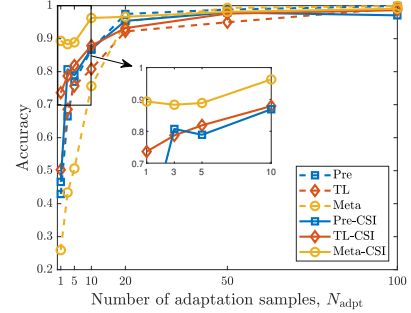 1
0.9
0.8
0.7
0.6
0.5
0.4
0.3
0.2
Accuracy
1
0.9
0.8
0.7
1 3 5 10
Pre
TL
Meta
Pre-CSI
TL-CSI
Meta-CSI
1 5 10 20 50 100
Number of adaptation samples, N_adpt